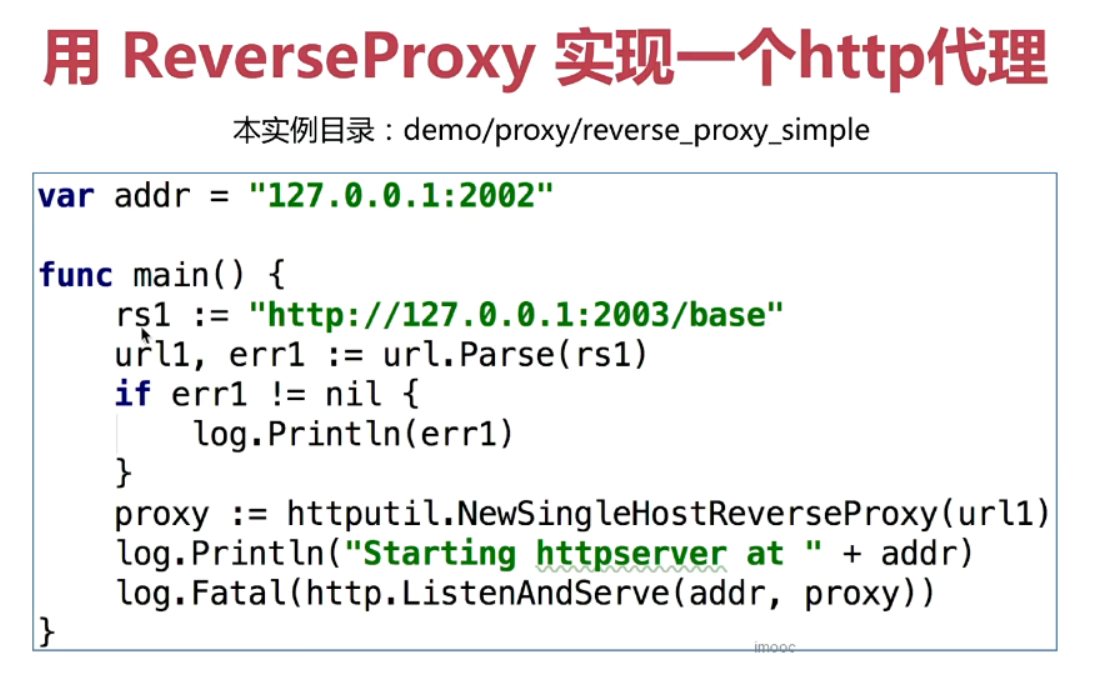 用 ReverseProxy 实现一个http代理
本实例目录：demo/proxy/reverse_proxy_simple
var addr = "127.0.0.1:2002"
func main() {
rs1 := "http://127.0.0.1:2003/base"
url1, err1 := url.Parse(rs1)
if err1 != nil {
log.Println(err1)
}
proxy := httputil.NewSingleHostReverseProxy(url1)
log.Println("Starting httpserver at " + addr)
log.Fatal(http.ListenAndServe(addr, proxy))
}
imooc